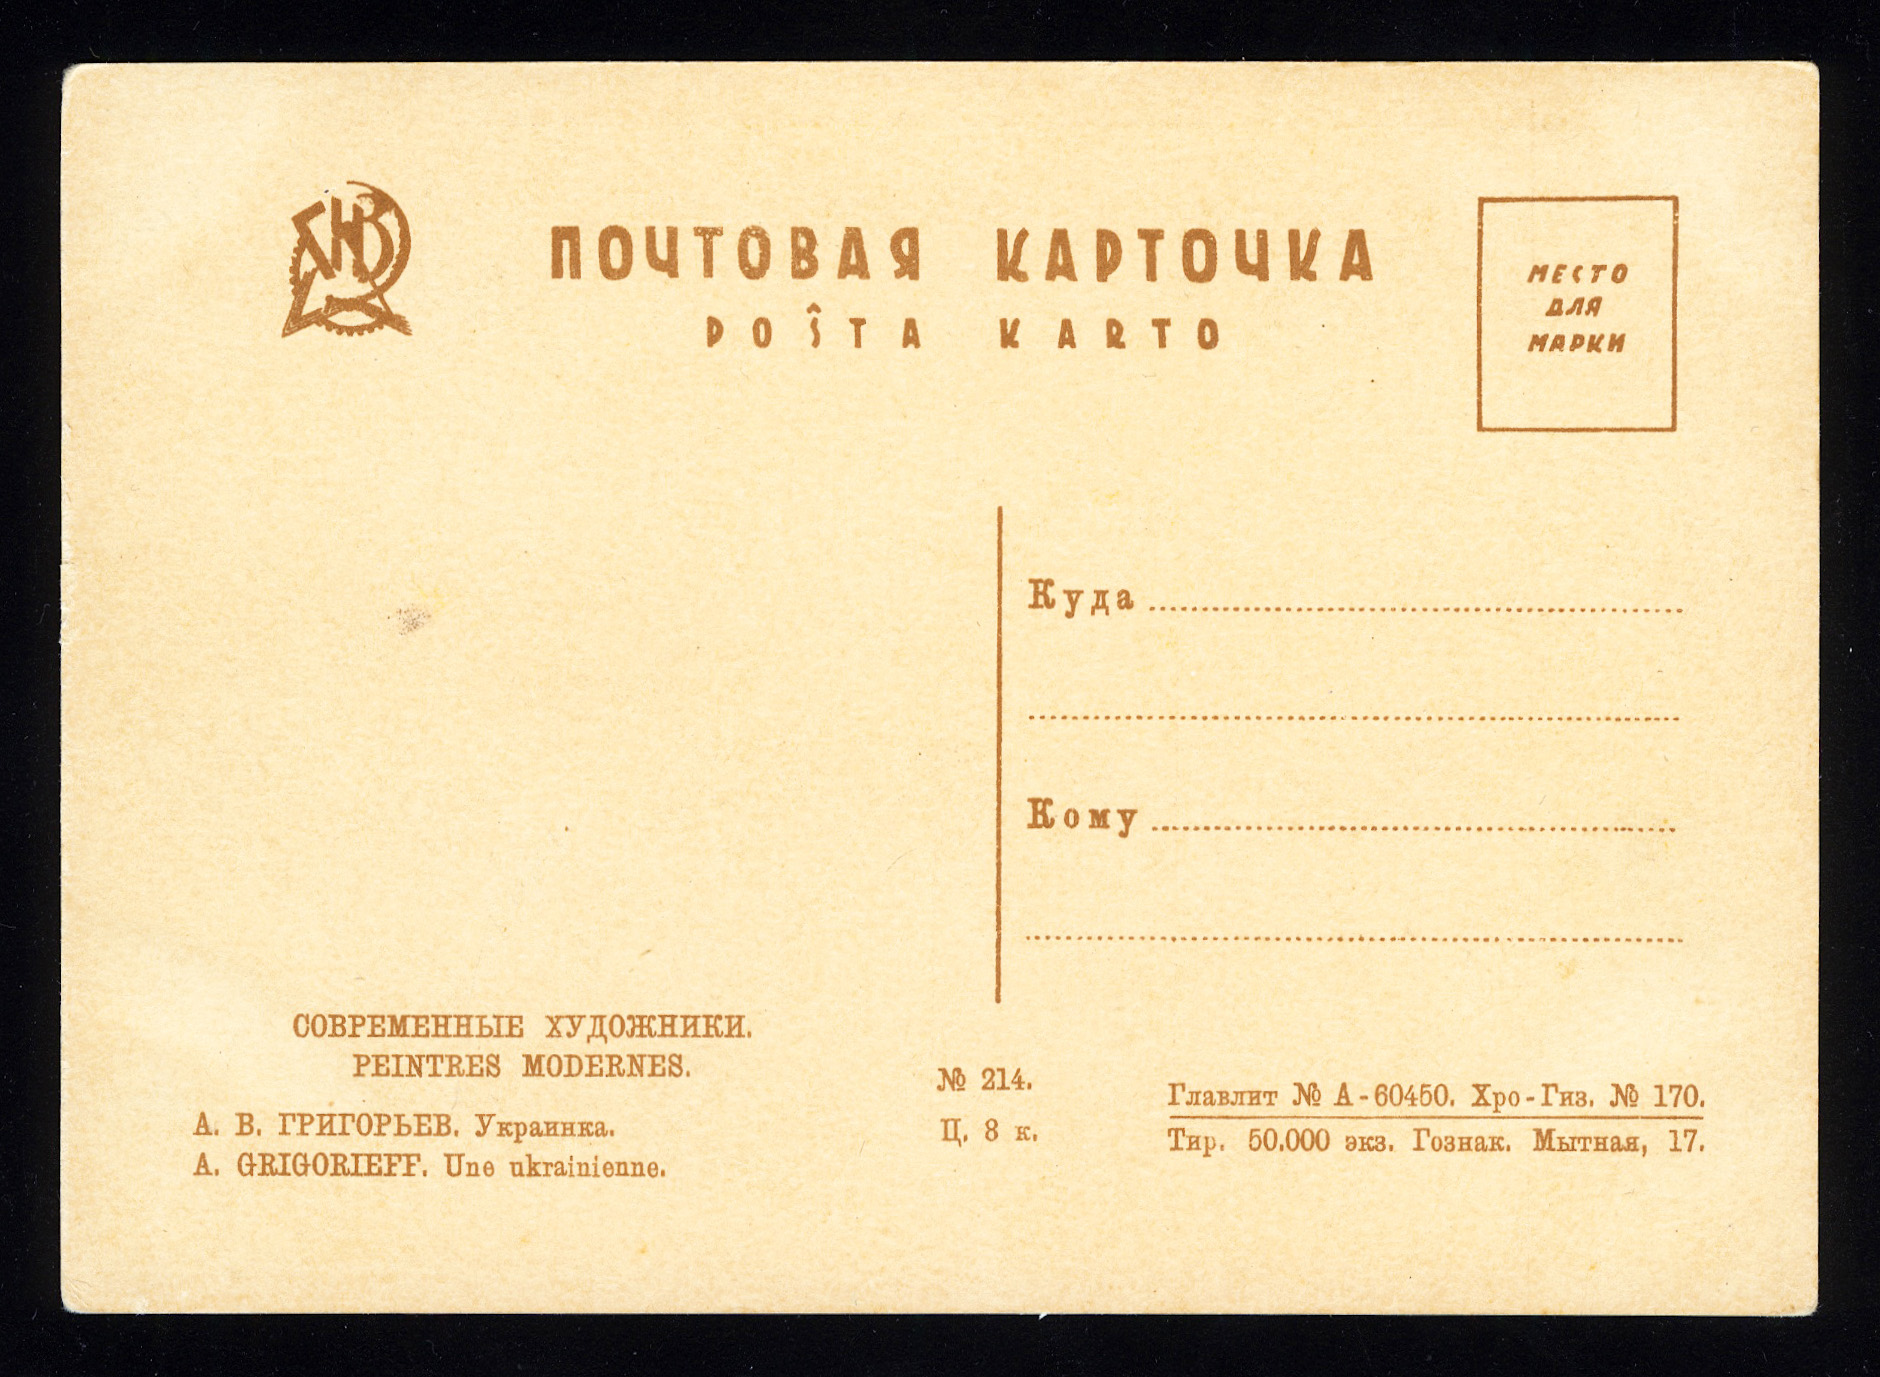 ПОЧТОВАЯ КАРТОЧКА
POŜTA KARTO
МЕСТО
ДЛЯ
МАРКИ
Куда
Кому
СОВРЕМЕННЫЕ ХУДОЖНИКИ.
PEINTRES MODERNES.
А. В. ГРИГОРЬЕВ. Украинка.
A. GRIGORIEFF. Une ukrainienne.
№ 214.
Ц. 8 к.
Главлит № А-60450. Хро-Гиз. № 170.
Тир. 50.000 экз. Гознак. Мытная, 17.